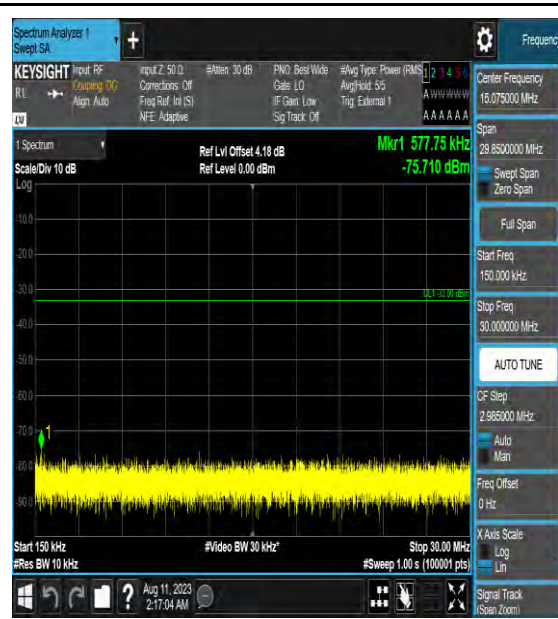 Spectrum Analyzer 1
Swept SA
Frequenc
KEYSIGHT
Input: RF
Input Z: 50 Ω
#Atten: 30 dB
PNO: Best Wide
#Avg Type: Power (RMS
1 2 3 4 5 6
RL
Coupling: DC
Corrections: Off
Gate: LO
Avg|Hold: 5/5
A WWWWW
Align: Auto
Freq Ref: Int (S)
IF Gain: Low
Trig: External 1
NFE: Adaptive
Sig Track: Off
A A A A A A
LXI
1 Spectrum
Ref Lvl Offset 4.18 dB
Mkr1 577.75 kHz
Scale/Div 10 dB
Ref Level 0.00 dBm
-75.710 dBm
Log
-10.0
-20.0
-30.0
UL1 -33.00 dBm
-40.0
-50.0
-60.0
-70.0
1
-80.0
-90.0
Start 150 kHz
#Video BW 30 kHz*
Stop 30.00 MHz
#Res BW 10 kHz
#Sweep 1.00 s (100001 pts)
Center Frequency
15.075000 MHz
Span
29.8500000 MHz
Swept Span
Zero Span
Full Span
Start Freq
150.000 kHz
Stop Freq
30.000000 MHz
AUTO TUNE
CF Step
2.985000 MHz
Auto
Man
Freq Offset
0 Hz
X Axis Scale
Log
Lin
Signal Track
(Span Zoom)
?
Aug 11, 2023
2:17:04 AM